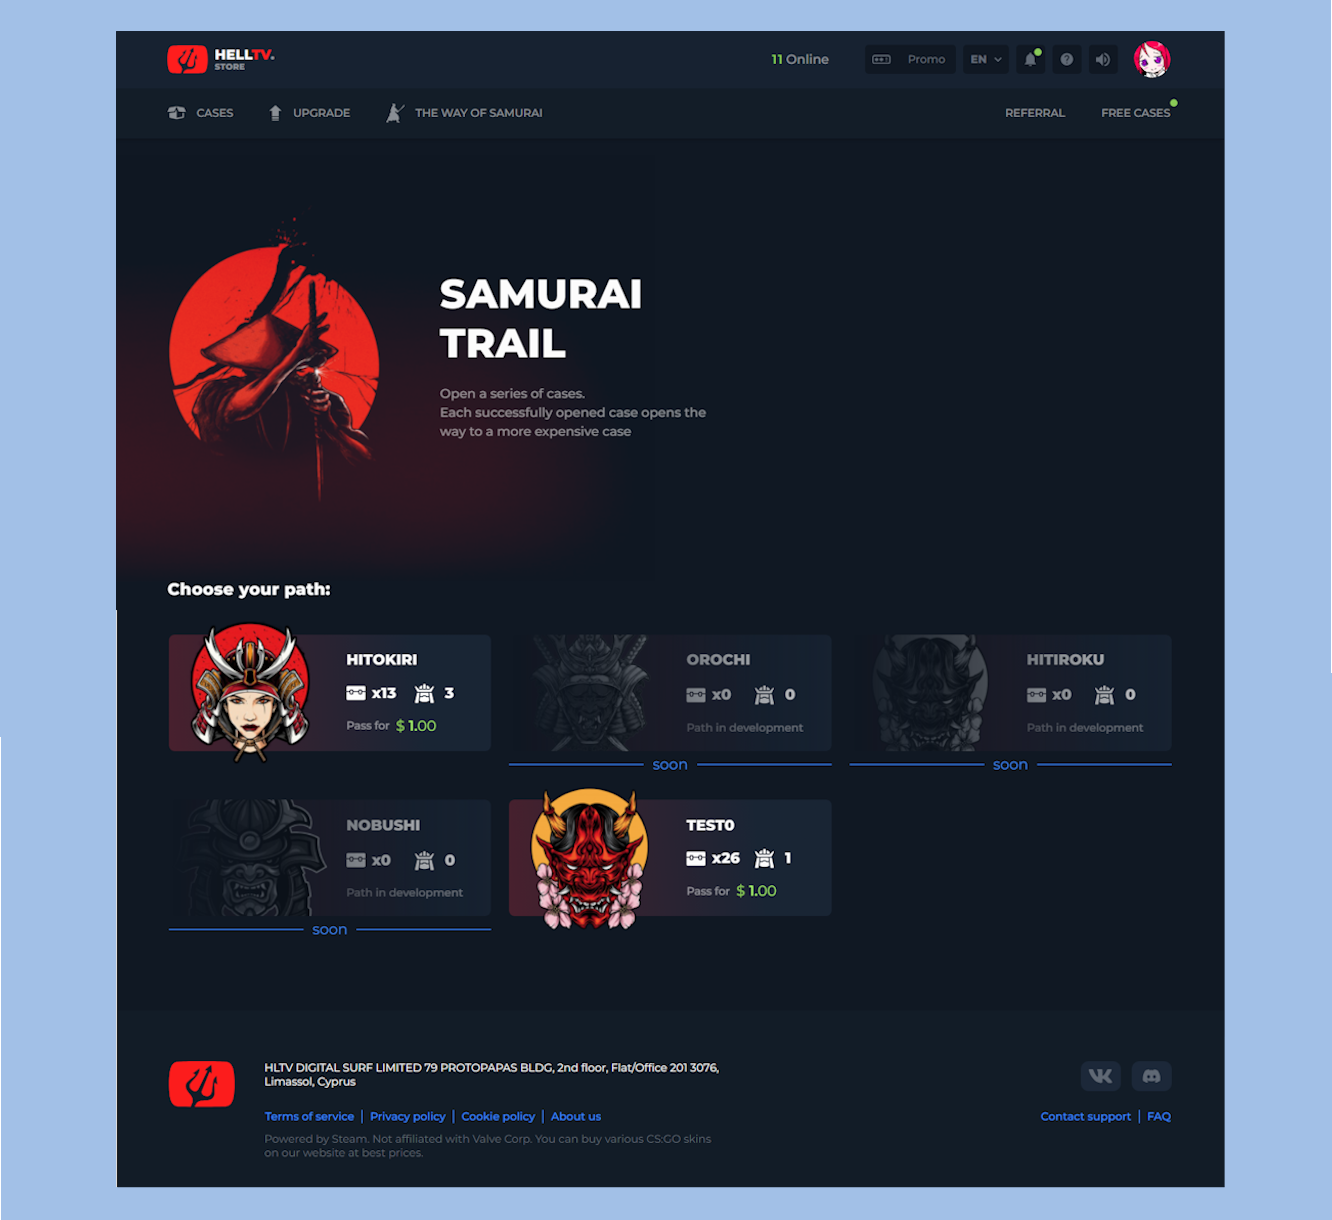 HELLTV.
STORE
11 Online
Promo
EN
CASES
UPGRADE
THE WAY OF SAMURAI
REFERRAL
FREE CASES
SAMURAI
TRAIL
Open a series of cases.
Each successfully opened case opens the
way to a more expensive case
Choose your path:
HITOKIRI
x13 3
Pass for $ 1.00
OROCHI
x0 0
Path in development
soon
HITIROKU
x0 0
Path in development
soon
NOBUSHI
x0 0
Path in development
soon
TEST0
x26 1
Pass for $ 1.00
HLTV DIGITAL SURF LIMITED 79 PROTOPAPAS BLDG, 2nd floor, Flat/Office 201 3076,
Limassol, Cyprus
Terms of service | Privacy policy | Cookie policy | About us
Contact support | FAQ
Powered by Steam. Not affiliated with Valve Corp. You can buy various CS:GO skins
on our website at best prices.